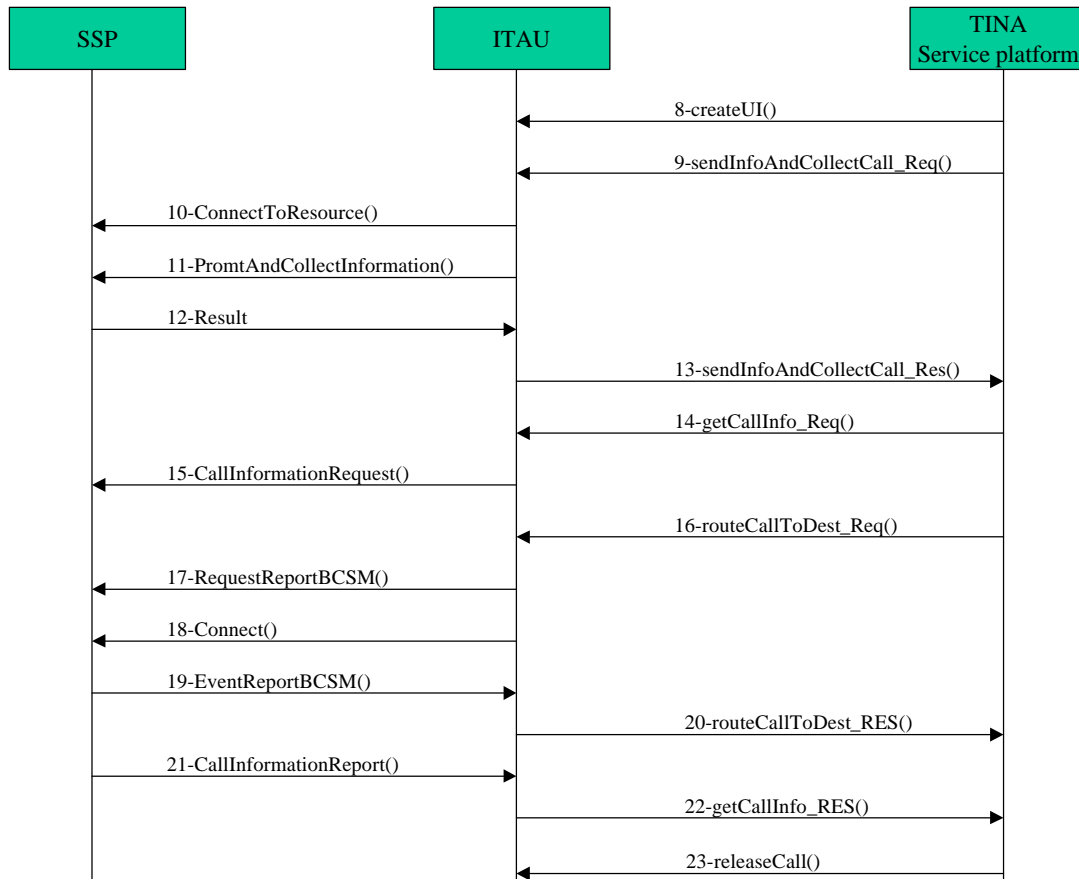 SSP
ITAU
TINA
Service platform
8-createUI()
9-sendInfoAndCollectCall_Req()
10-ConnectToResource()
11-PromtAndCollectInformation()
12-Result
13-sendInfoAndCollectCall_Res()
14-getCallInfo_Req()
15-CallInformationRequest()
16-routeCallToDest_Req()
17-RequestReportBCSM()
18-Connect()
19-EventReportBCSM()
20-routeCallToDest_RES()
21-CallInformationReport()
22-getCallInfo_RES()
23-releaseCall()